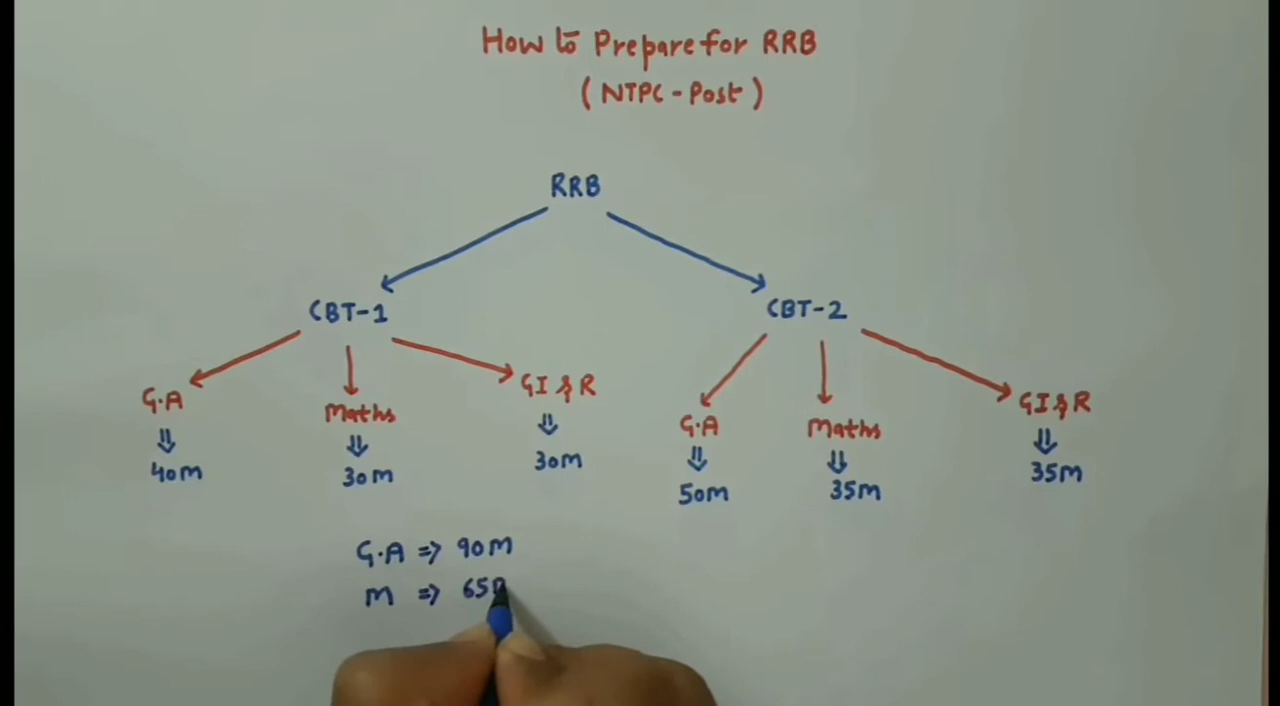 How to Prepare for RRB
(NTPC-Post)
RRB
CBT-1 CBT-2
G.A Maths GI & R G.A Maths GI & R
40M 30M 30M 50M 35M 35M
G.A => 90M
M => 65